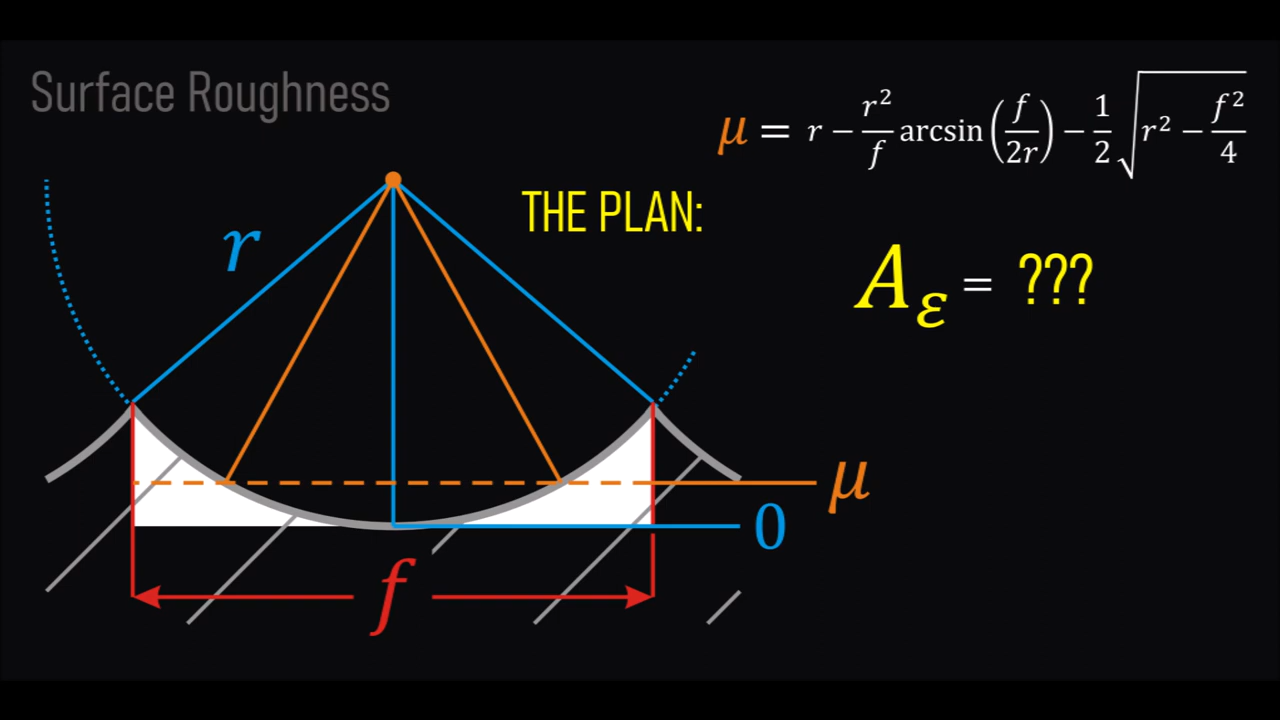 Surface Roughness
μ = r − r²/f arcsin(f/2r) − 1/2 √(r² − f²/4)
THE PLAN:
r
A_ε = ???
μ
0
f